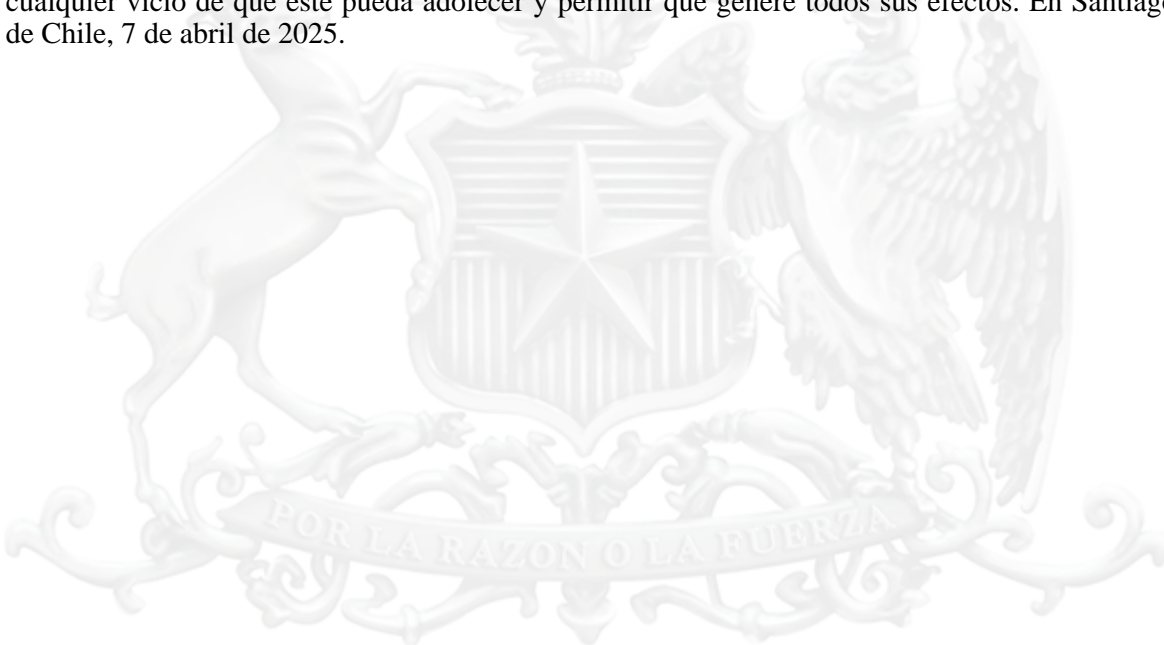 cualquier vicio de que este pueda adolecer y permitir que genere todos sus efectos. En Santiago
de Chile, 7 de abril de 2025.
POR LA RAZON O LA FUERZA